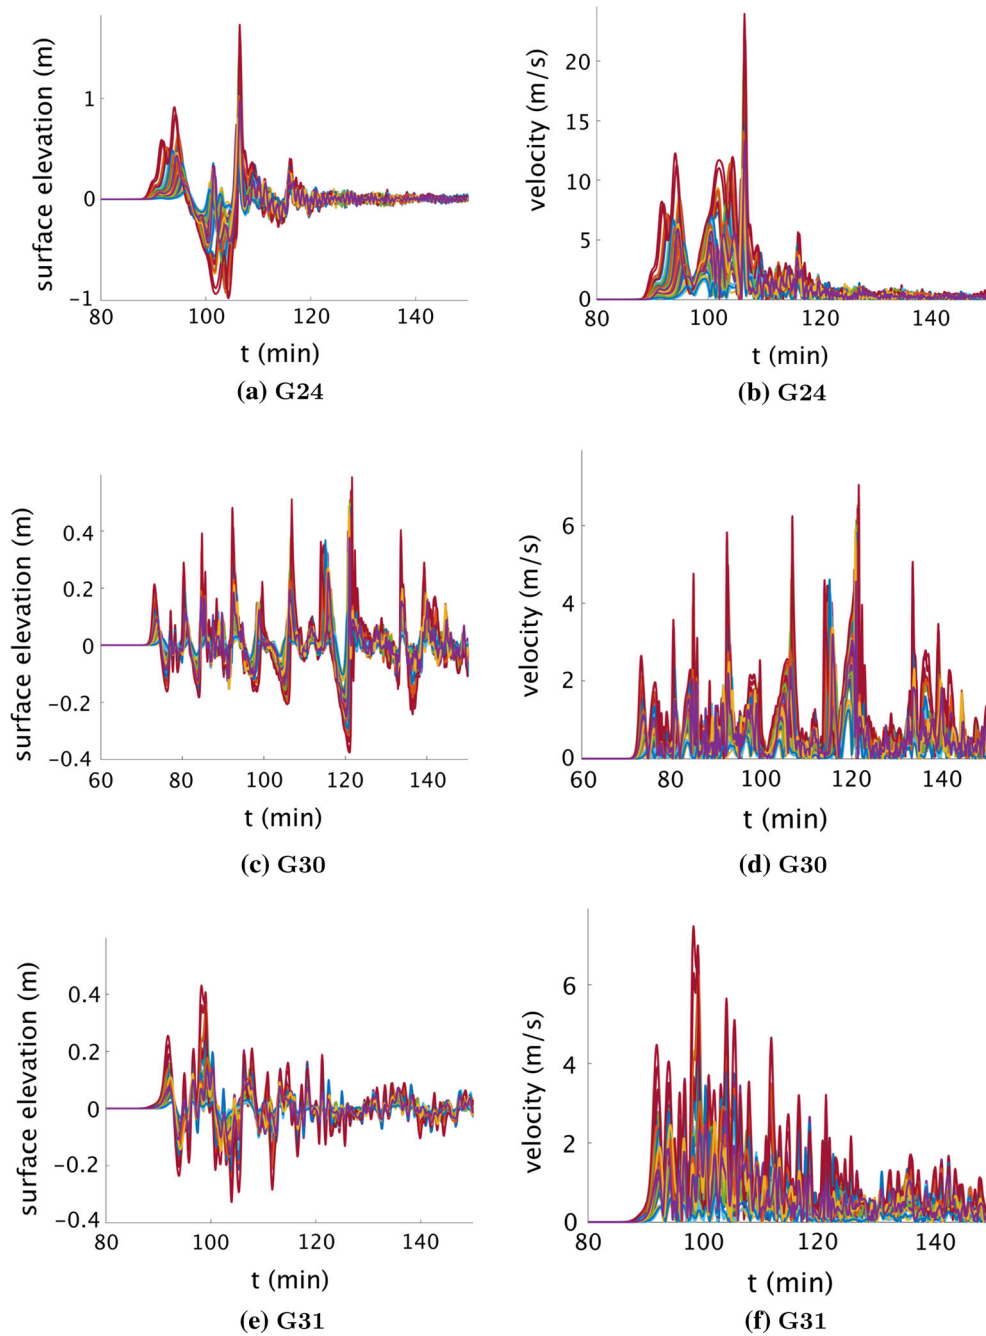 surface elevation (m)
1
0
−1
80
100
120
140
t (min)
(a) G24
velocity (m/s)
20
15
10
5
0
80
100
120
140
t (min)
(b) G24
surface elevation (m)
0.4
0.2
0
−0.2
−0.4
60
80
100
120
140
t (min)
(c) G30
velocity (m/s)
6
4
2
0
60
80
100
120
140
t (min)
(d) G30
surface elevation (m)
0.4
0.2
0
−0.2
−0.4
80
100
120
140
t (min)
(e) G31
velocity (m/s)
6
4
2
0
80
100
120
140
t (min)
(f) G31